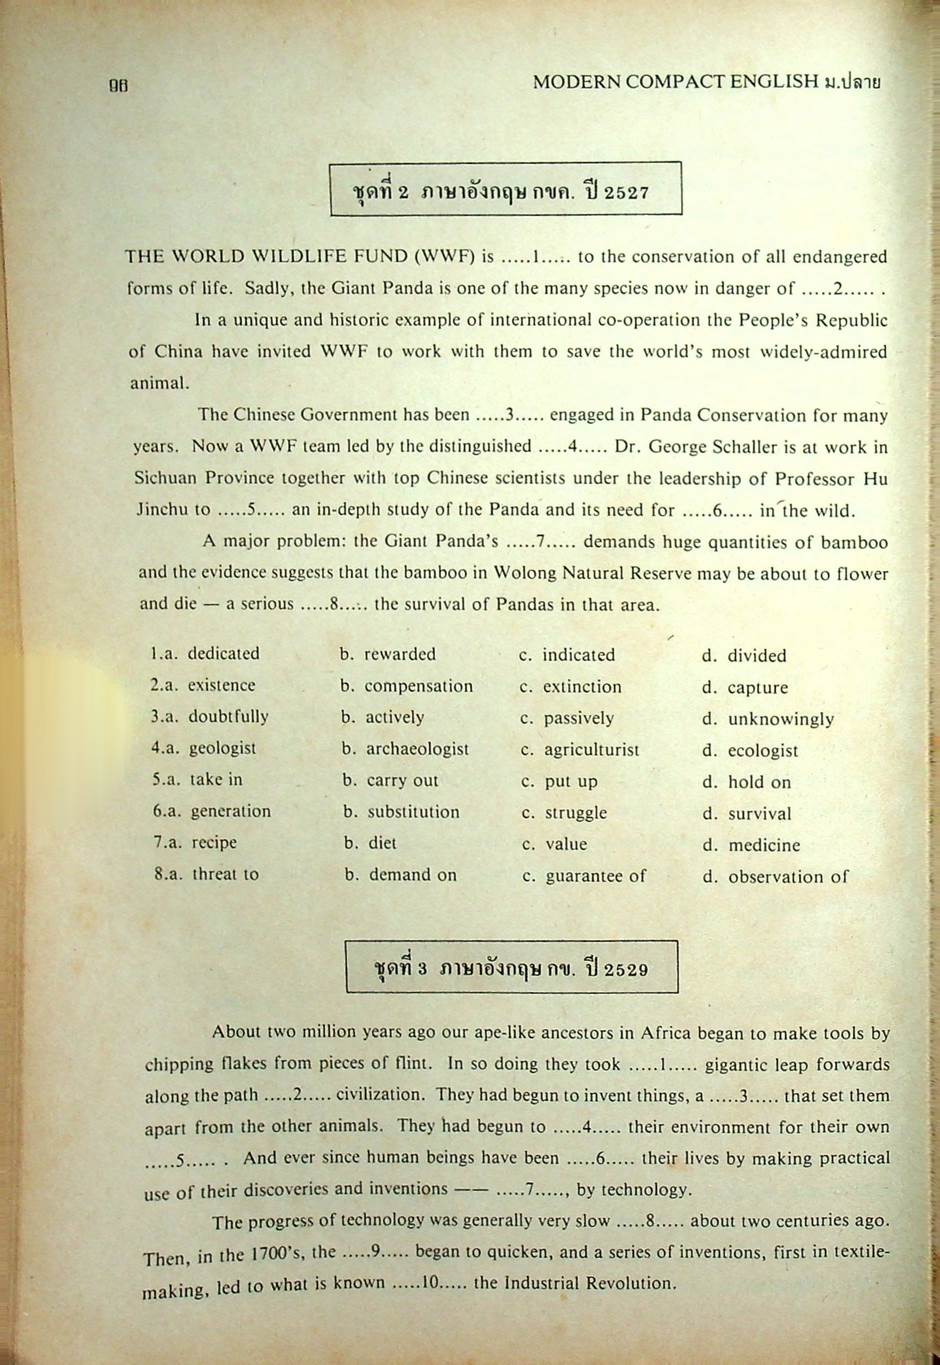 ๑๘
MODERN COMPACT ENGLISH ม.ปลาย
ชุดที่ 2 ภาษาอังกฤษ กขค. ปี 2527
THE WORLD WILDLIFE FUND (WWF) is .....1..... to the conservation of all endangered
forms of life. Sadly, the Giant Panda is one of the many species now in danger of .....2..... .
In a unique and historic example of international co-operation the People's Republic
of China have invited WWF to work with them to save the world's most widely-admired
animal.
The Chinese Government has been .....3..... engaged in Panda Conservation for many
years. Now a WWF team led by the distinguished .....4..... Dr. George Schaller is at work in
Sichuan Province together with top Chinese scientists under the leadership of Professor Hu
Jinchu to .....5..... an in-depth study of the Panda and its need for .....6..... in the wild.
A major problem: the Giant Panda's .....7..... demands huge quantities of bamboo
and the evidence suggests that the bamboo in Wolong Natural Reserve may be about to flower
and die — a serious .....8..... the survival of Pandas in that area.
1.a. dedicated b. rewarded c. indicated d. divided
2.a. existence b. compensation c. extinction d. capture
3.a. doubtfully b. actively c. passively d. unknowingly
4.a. geologist b. archaeologist c. agriculturist d. ecologist
5.a. take in b. carry out c. put up d. hold on
6.a. generation b. substitution c. struggle d. survival
7.a. recipe b. diet c. value d. medicine
8.a. threat to b. demand on c. guarantee of d. observation of
ชุดที่ 3 ภาษาอังกฤษ กข. ปี 2529
About two million years ago our ape-like ancestors in Africa began to make tools by
chipping flakes from pieces of flint. In so doing they took .....1..... gigantic leap forwards
along the path .....2..... civilization. They had begun to invent things, a .....3..... that set them
apart from the other animals. They had begun to .....4..... their environment for their own
.....5..... . And ever since human beings have been .....6..... their lives by making practical
use of their discoveries and inventions —— .....7....., by technology.
The progress of technology was generally very slow .....8..... about two centuries ago.
Then, in the 1700's, the .....9..... began to quicken, and a series of inventions, first in textile-
making, led to what is known .....10..... the Industrial Revolution.